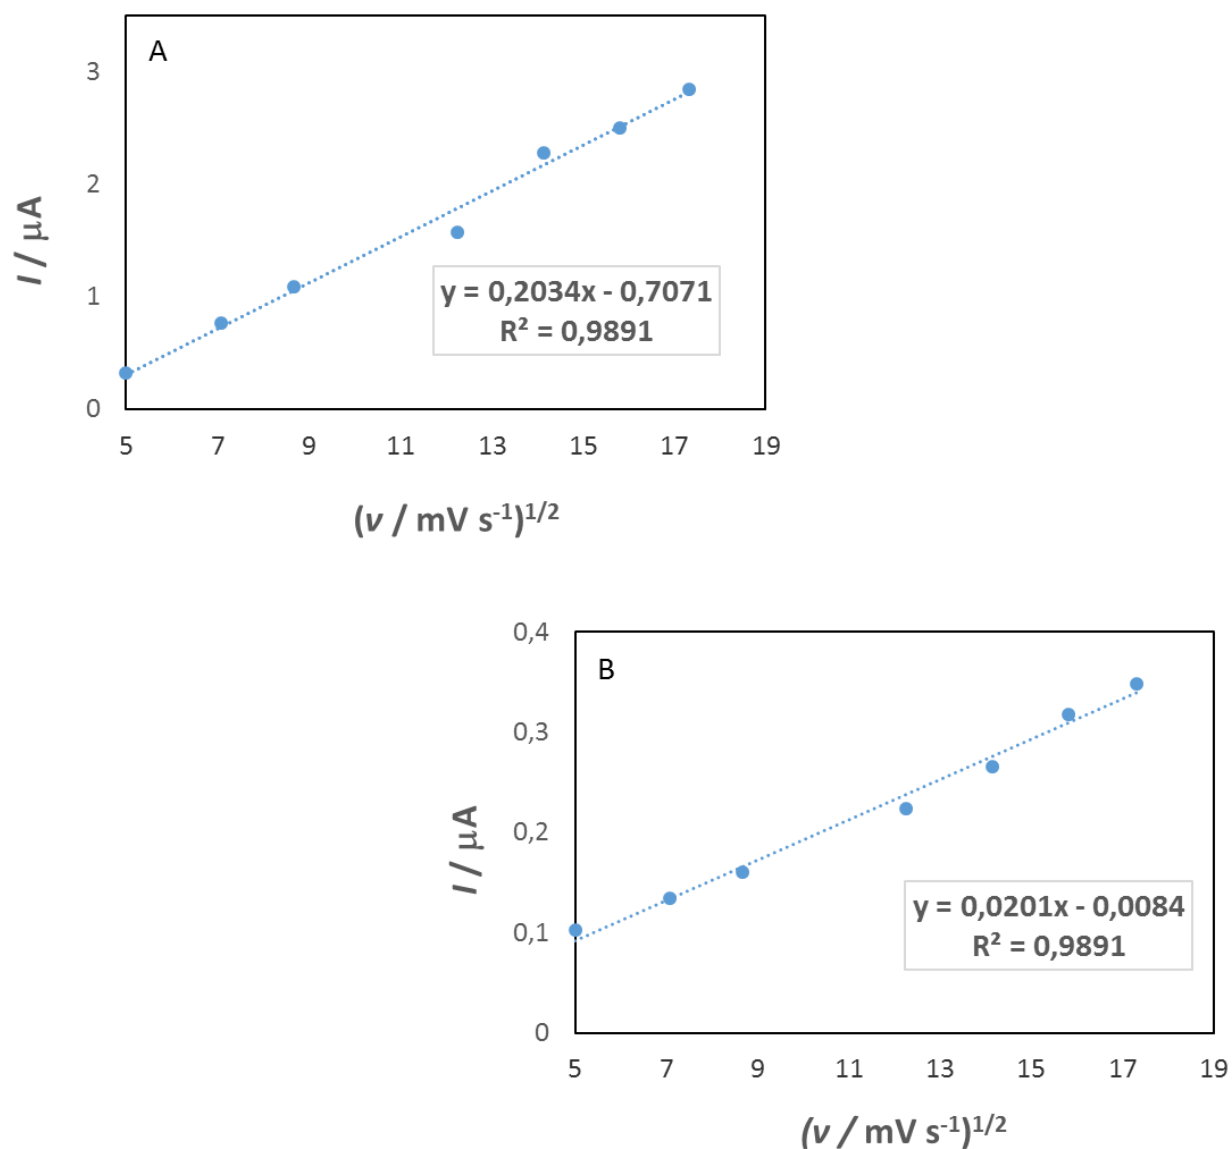 A
3
2
1
0
I / μA
y = 0,2034x - 0,7071
R² = 0,9891
5 7 9 11 13 15 17 19
(ν / mV s⁻¹)¹/²
B
0,4
0,3
0,2
0,1
0
I / μA
y = 0,0201x - 0,0084
R² = 0,9891
5 7 9 11 13 15 17 19
(ν / mV s⁻¹)¹/²